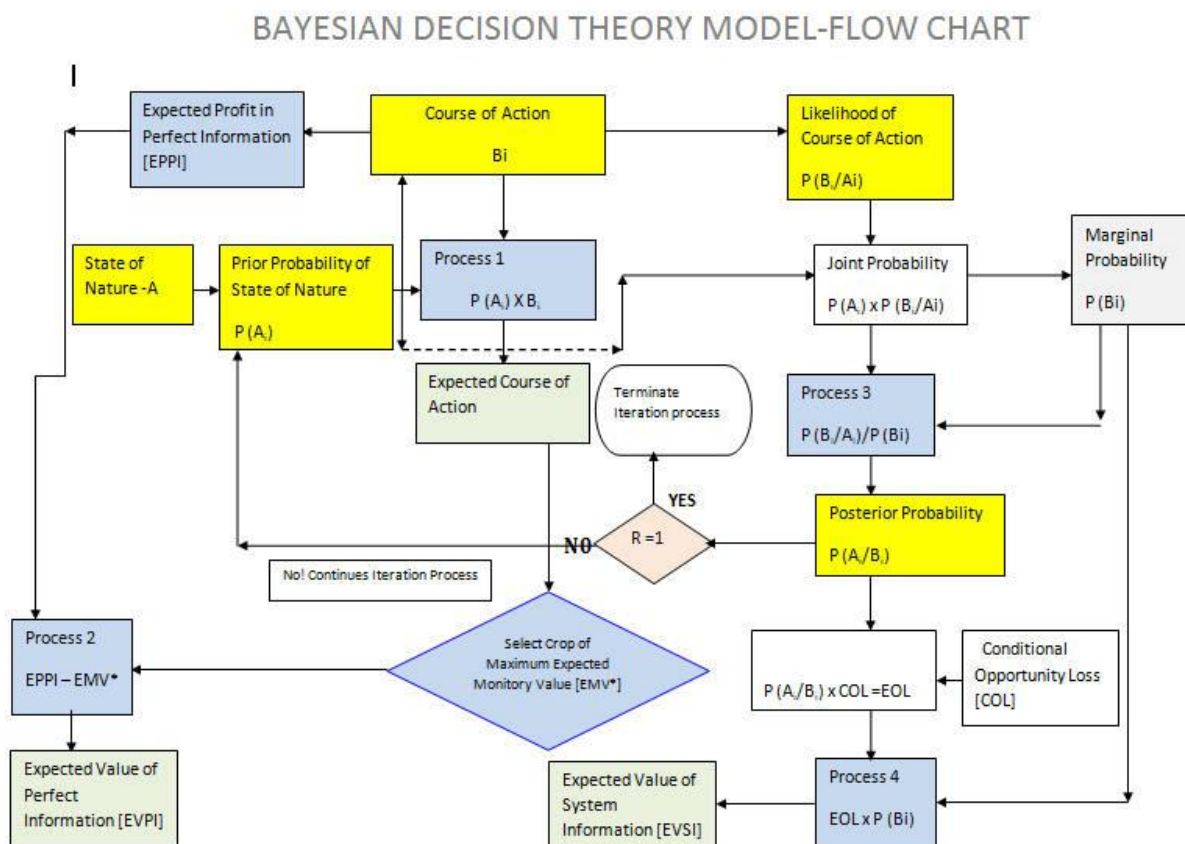 BAYESIAN DECISION THEORY MODEL-FLOW CHART
Expected Profit in
Perfect Information
[EPPI]
Course of Action
Bi
Likelihood of
Course of Action
P (Bᵢ/Ai)
State of
Nature -A
Prior Probability of
State of Nature
P (Aᵢ)
Process 1
P (Aᵢ) X Bᵢ
Joint Probability
P (Aᵢ) x P (Bᵢ/Ai)
Marginal
Probability
P (Bi)
Expected Course of
Action
Terminate
Iteration process
Process 3
P (Bᵢ/Aᵢ)/P (Bi)
YES
R =1
NO
Posterior Probability
P (Aᵢ/Bᵢ)
No! Continues Iteration Process
Process 2
EPPI – EMV*
Select Crop of
Maximum Expected
Monitory Value [EMV*]
P (Aᵢ/Bᵢ) x COL =EOL
Conditional
Opportunity Loss
[COL]
Expected Value of
Perfect
Information [EVPI]
Expected Value of
System
Information [EVSI]
Process 4
EOL x P (Bi)